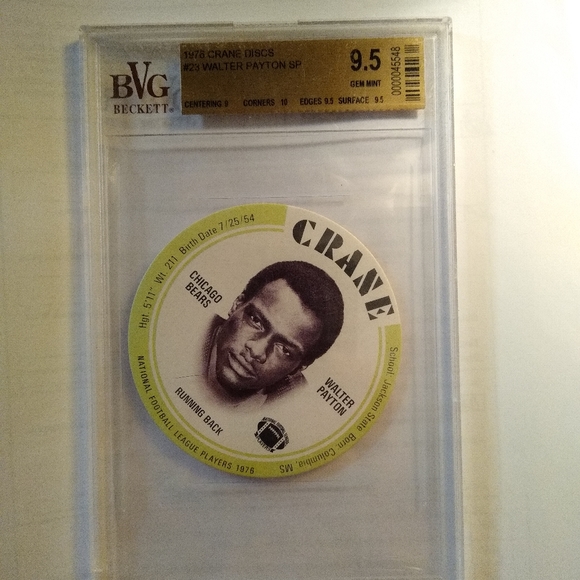 BVG
BECKETT
1976 CRANE DISCS
#23 WALTER PAYTON SP
CENTERING 9 CORNERS 10 EDGES 9.5 SURFACE 9.5
9.5
GEM MINT
0000045548
CRANE
Hgt. 5'11" Wt. 211 Birth Date 7/25/54
CHICAGO
BEARS
WALTER
PAYTON
RUNNING BACK
School Jackson State Born Columbia, MS
NATIONAL FOOTBALL LEAGUE PLAYERS 1976